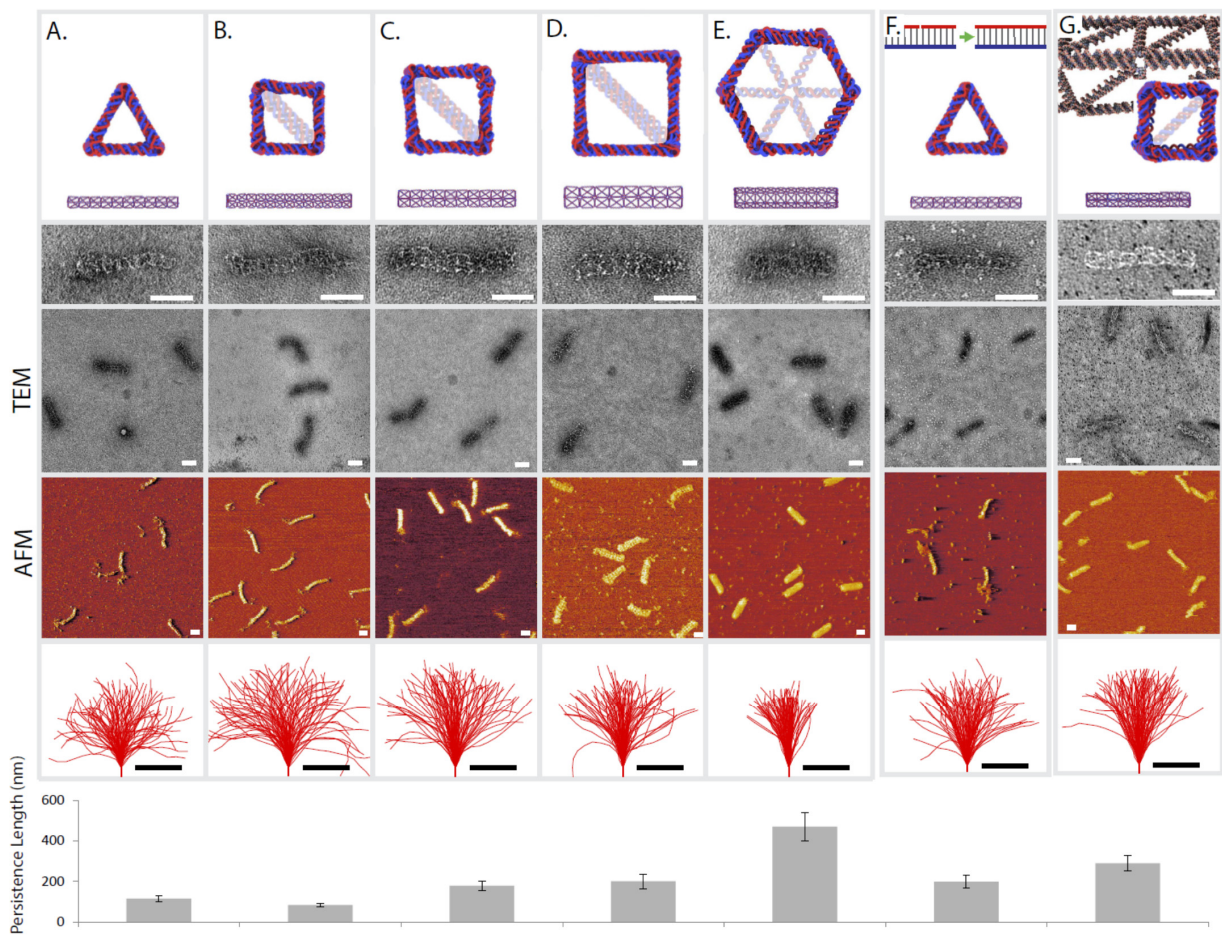 A.
B.
C.
D.
E.
F.
G.
TEM
AFM
Persistence Length (nm)
600
400
200
0